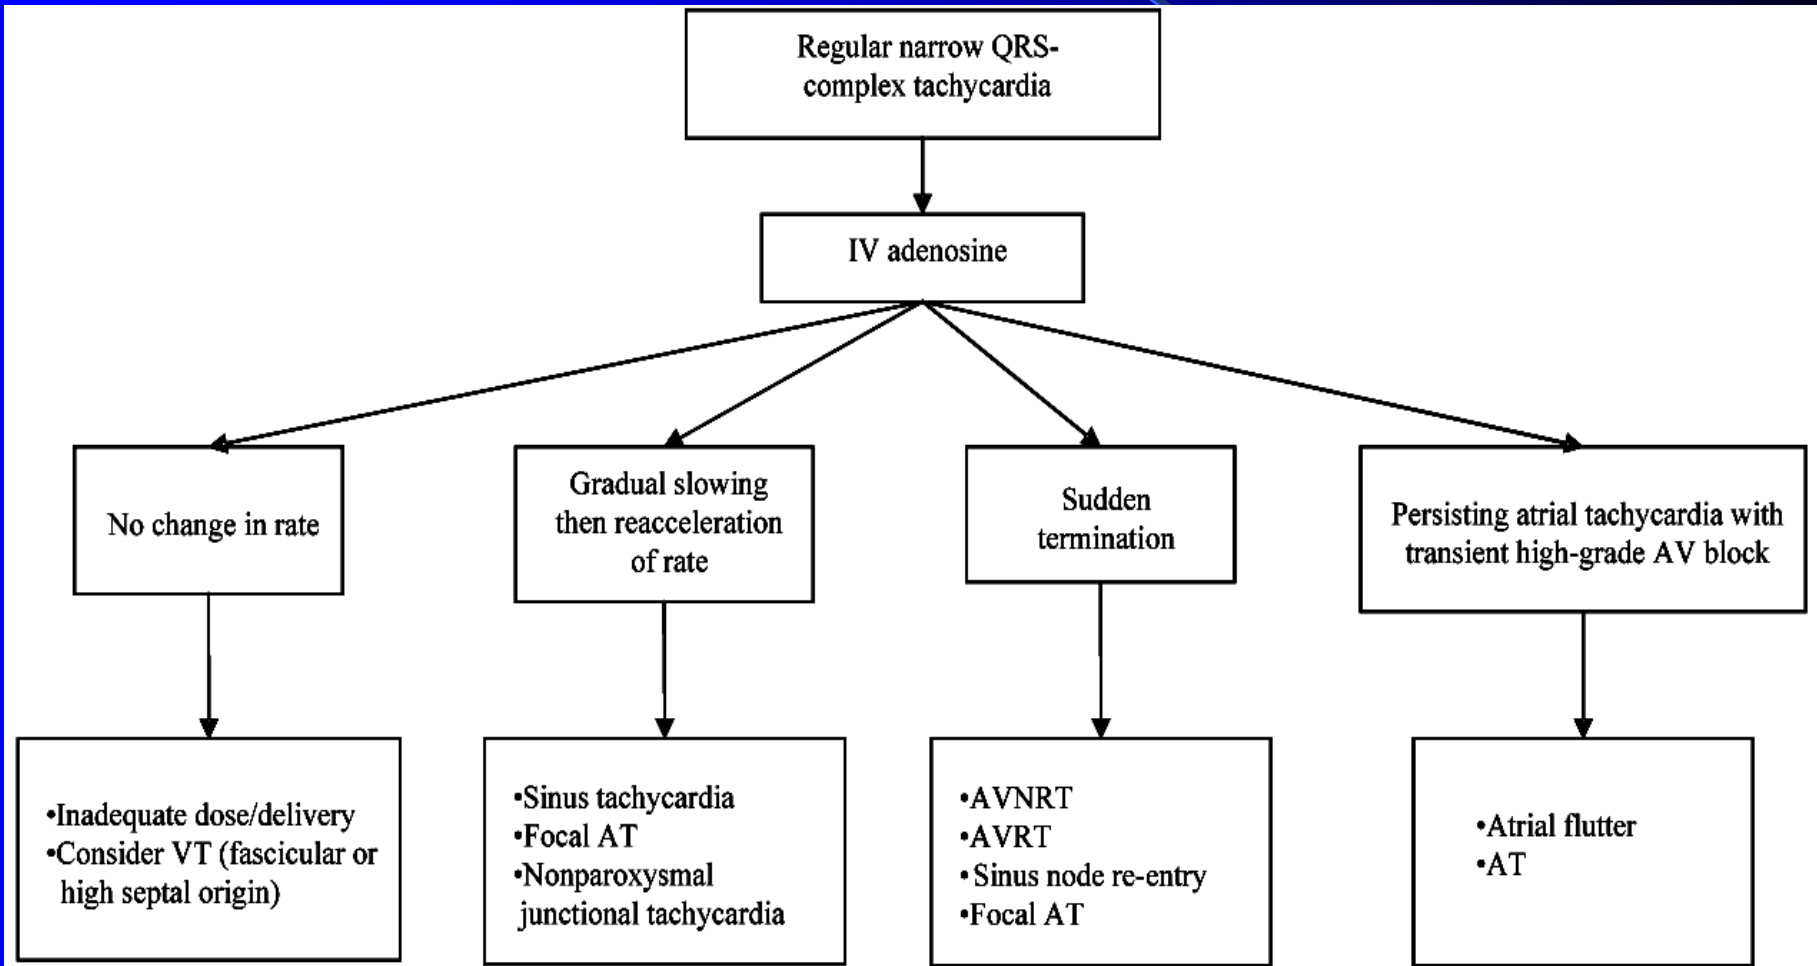 Regular narrow QRS-
complex tachycardia
IV adenosine
No change in rate
Gradual slowing
then reacceleration
of rate
Sudden
termination
Persisting atrial tachycardia with
transient high-grade AV block
•Inadequate dose/delivery
•Consider VT (fascicular or
high septal origin)
•Sinus tachycardia
•Focal AT
•Nonparoxysmal
junctional tachycardia
•AVNRT
•AVRT
•Sinus node re-entry
•Focal AT
•Atrial flutter
•AT